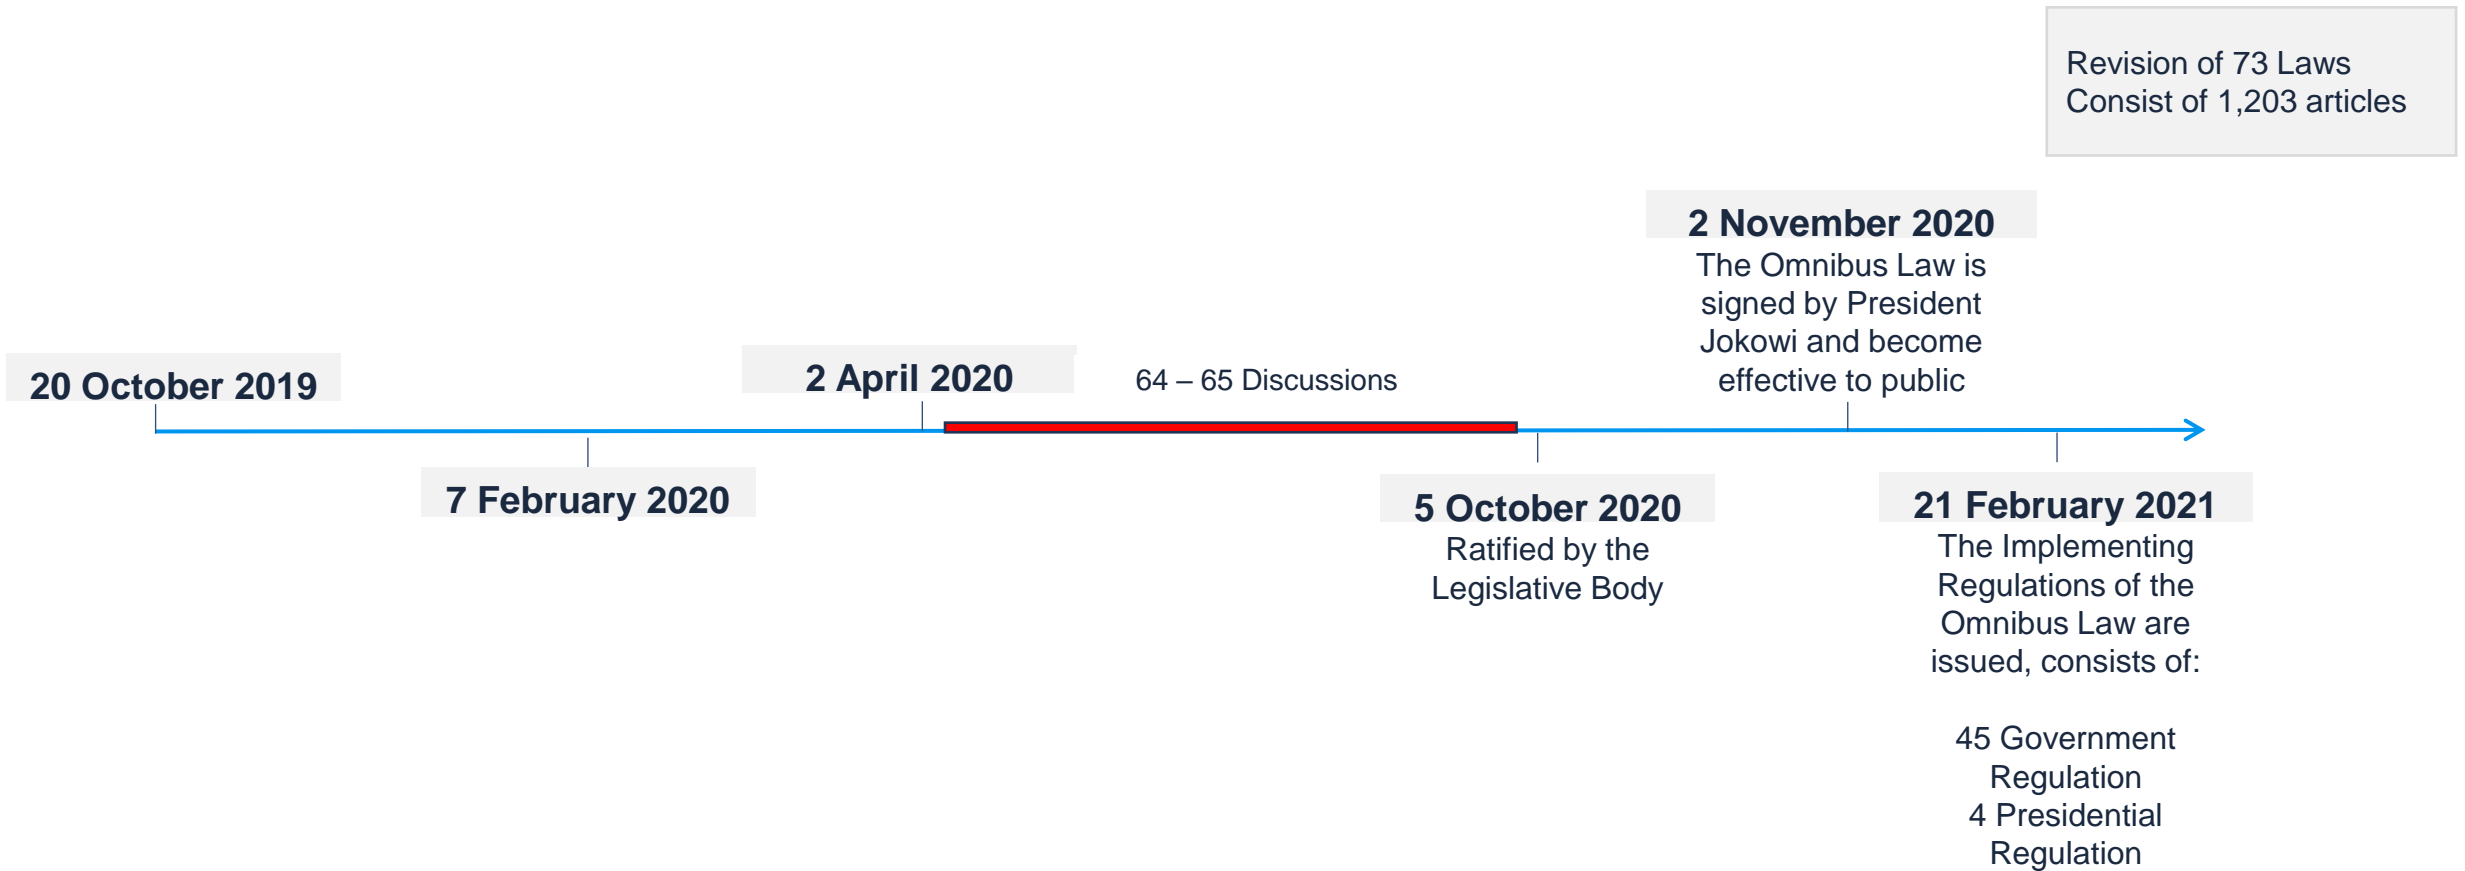 Revision of 73 Laws
Consist of 1,203 articles
20 October 2019
7 February 2020
2 April 2020
64 – 65 Discussions
5 October 2020
Ratified by the
Legislative Body
2 November 2020
The Omnibus Law is
signed by President
Jokowi and become
effective to public
21 February 2021
The Implementing
Regulations of the
Omnibus Law are
issued, consists of:
45 Government
Regulation
4 Presidential
Regulation